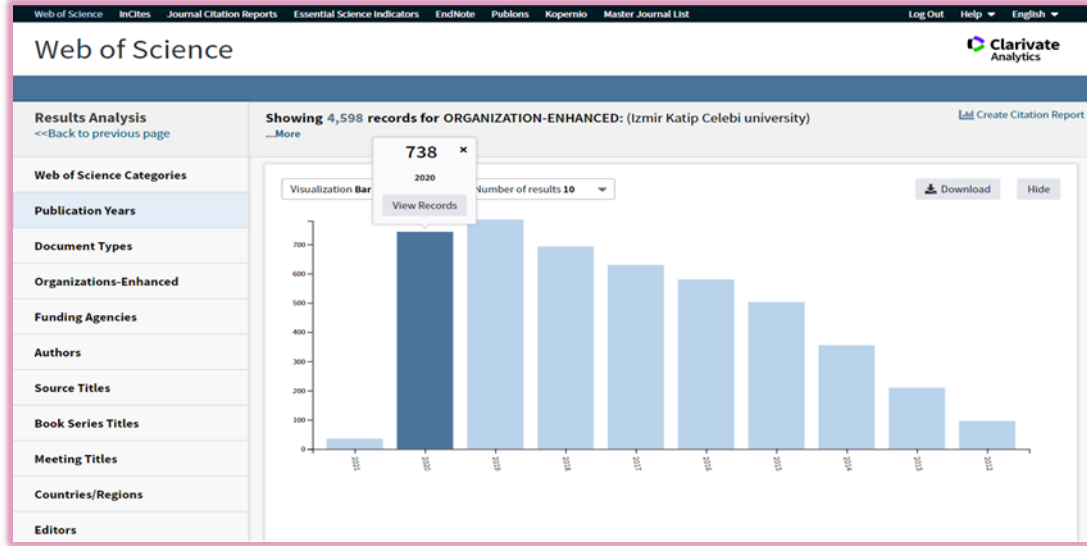 Web of Science InCites Journal Citation Reports Essential Science Indicators EndNote Publons Kopernio Master Journal List Log Out Help English
Web of Science
Clarivate
Analytics
Results Analysis
<<Back to previous page
Showing 4,598 records for ORGANIZATION-ENHANCED: (Izmir Katip Celebi university)
...More
Create Citation Report
738 ×
2020
View Records
Web of Science Categories
Publication Years
Document Types
Organizations-Enhanced
Funding Agencies
Authors
Source Titles
Book Series Titles
Meeting Titles
Countries/Regions
Editors
Visualization Bar
Number of results 10
Download
Hide
700
600
500
400
300
200
100
0
2021 2020 2019 2018 2017 2016 2015 2014 2013 2012